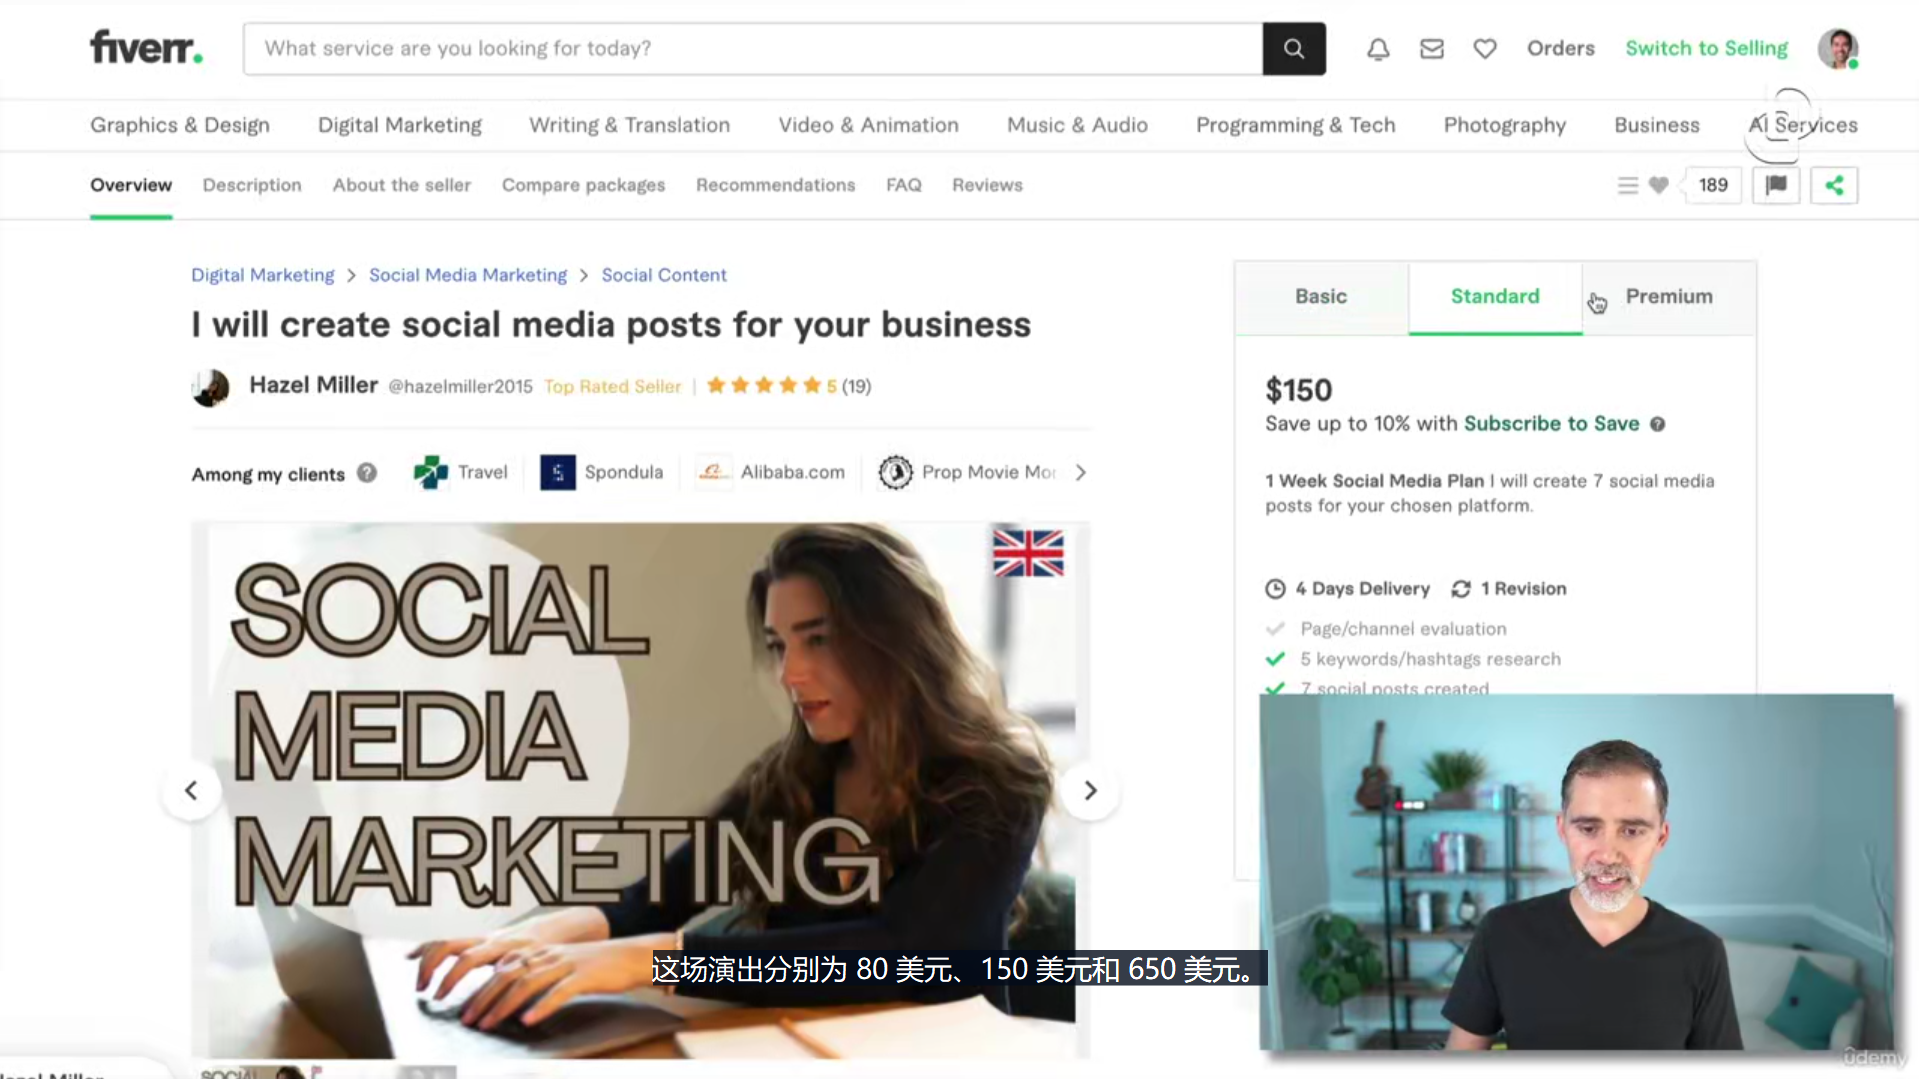 fiverr.
What service are you looking for today?
Orders
Switch to Selling
Graphics & Design
Digital Marketing
Writing & Translation
Video & Animation
Music & Audio
Programming & Tech
Photography
Business
AI Services
Overview
Description
About the seller
Compare packages
Recommendations
FAQ
Reviews
189
Digital Marketing > Social Media Marketing > Social Content
I will create social media posts for your business
Hazel Miller @hazelmiller2015 Top Rated Seller | 5 (19)
Among my clients
Travel
Spondula
Alibaba.com
Prop Movie Mo
SOCIAL
MEDIA
MARKETING
Basic
Standard
Premium
$150
Save up to 10% with Subscribe to Save
1 Week Social Media Plan I will create 7 social media
posts for your chosen platform.
4 Days Delivery
1 Revision
Page/channel evaluation
5 keywords/hashtags research
7 social posts created
这场演出分别为 80 美元、150 美元和 650 美元。
SOCIAL
Miller
ûdemy